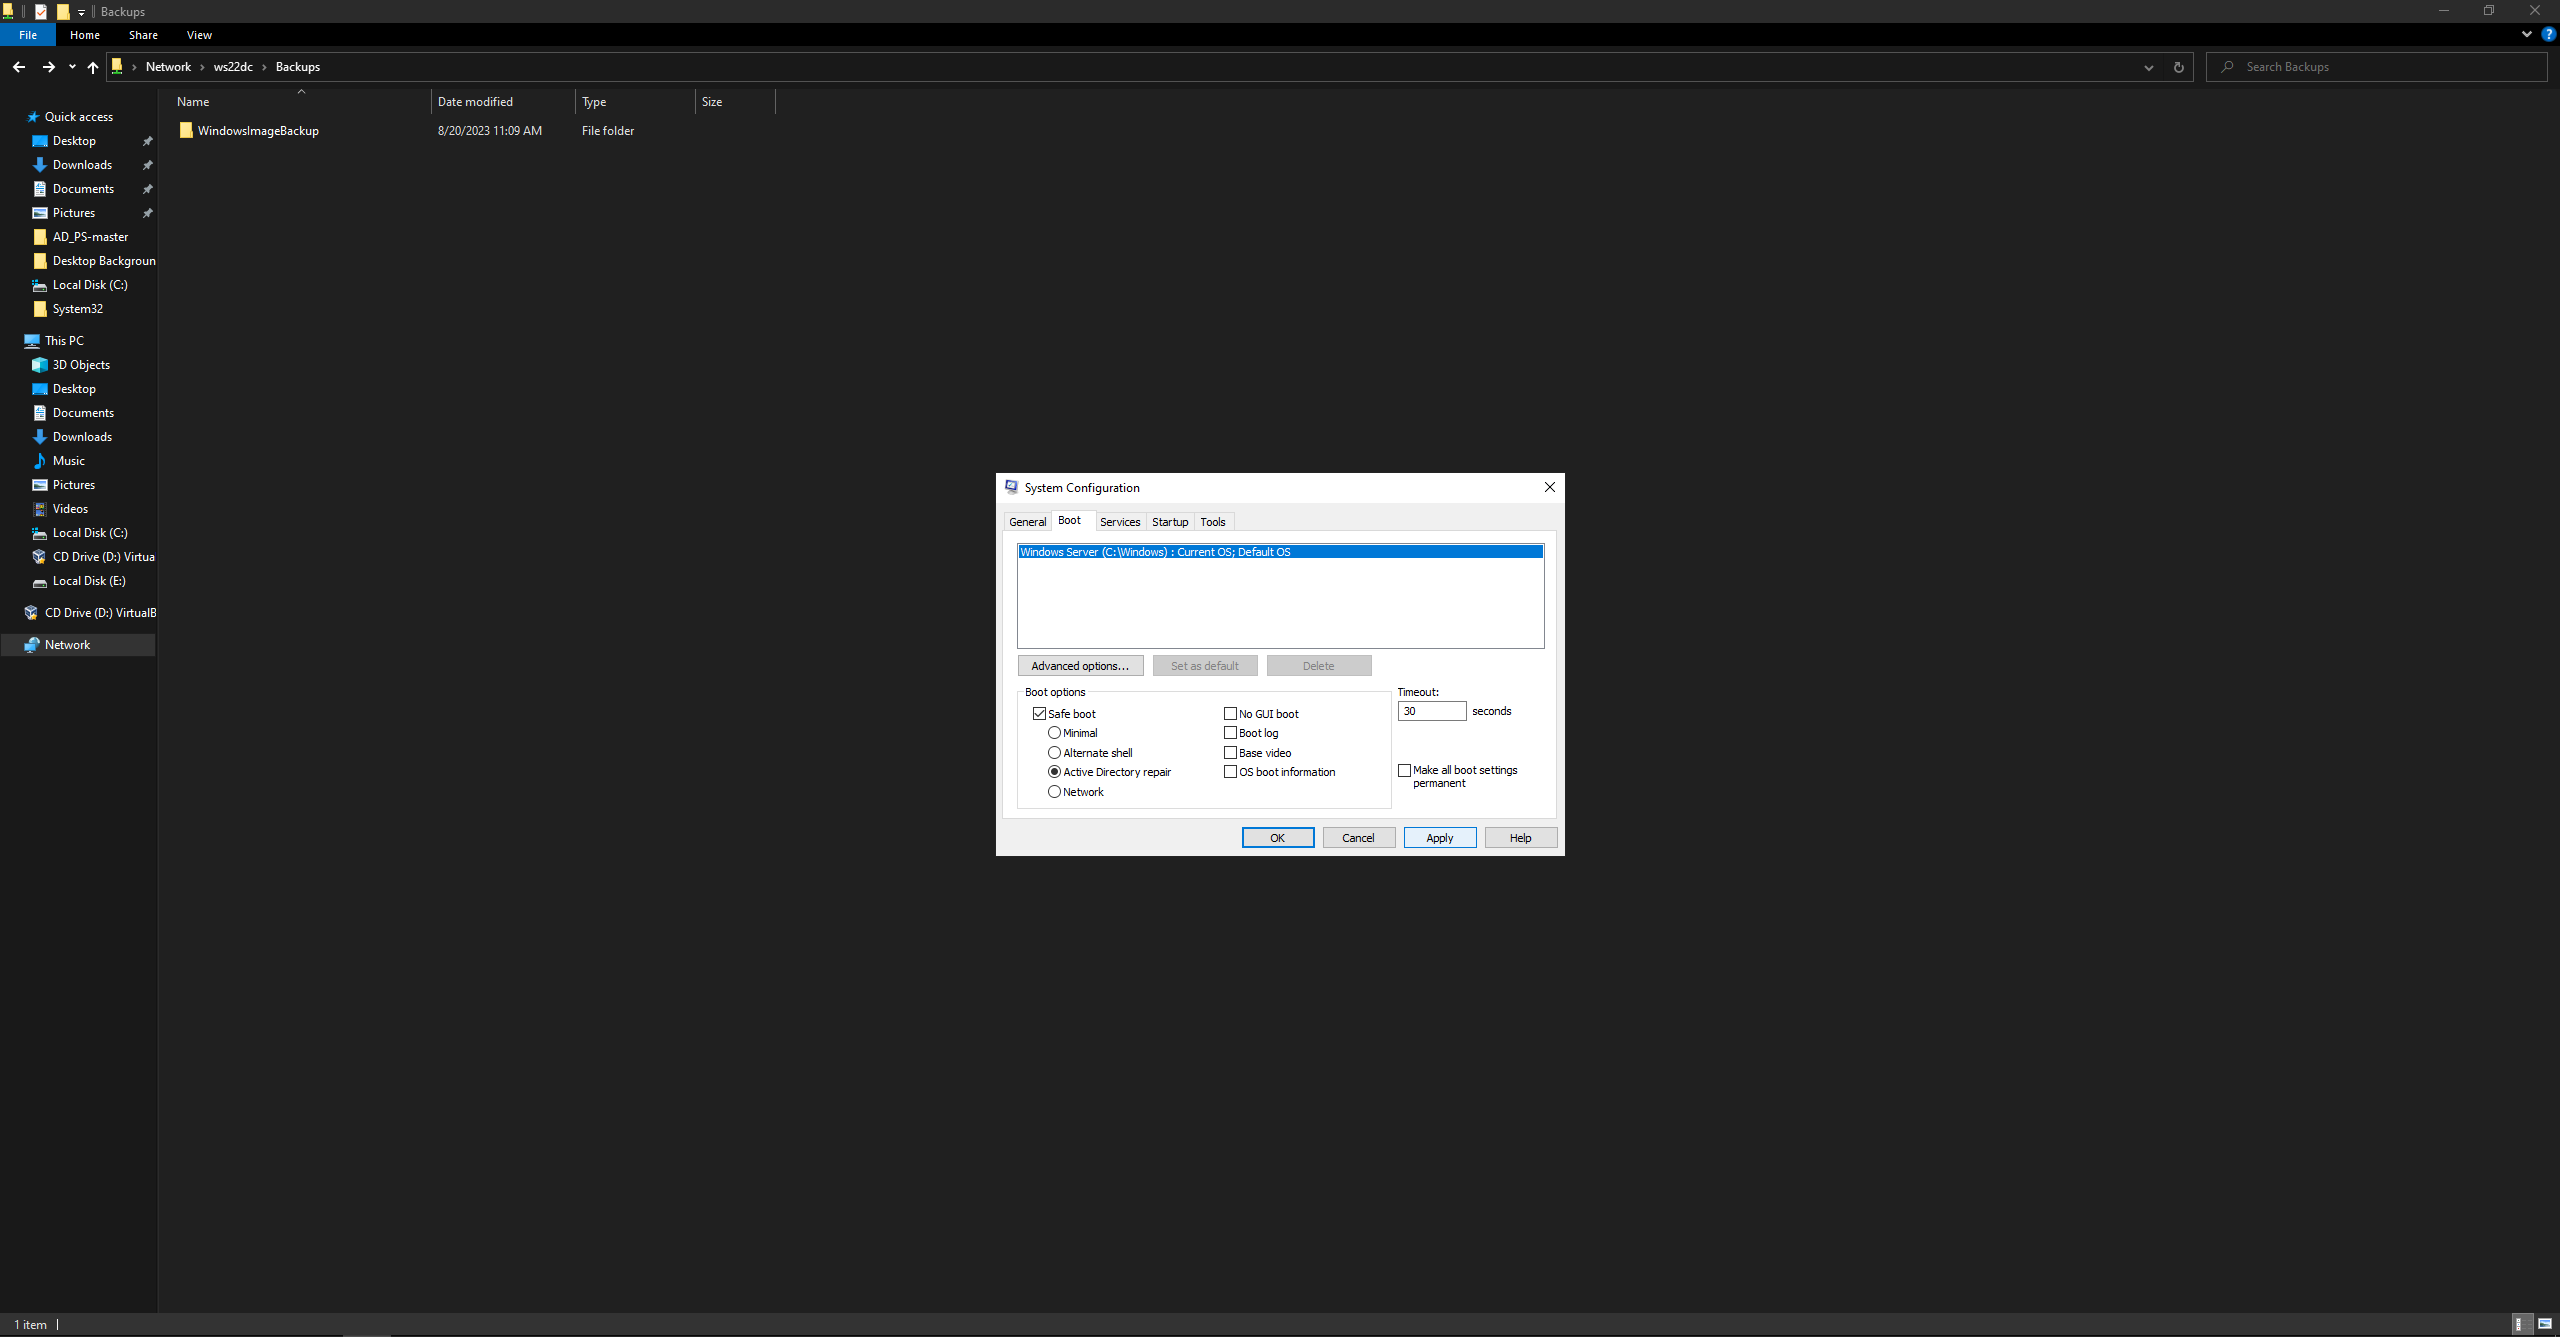 Backups
File Home Share View
Network › ws22dc › Backups
Search Backups
Name Date modified Type Size
WindowsImageBackup 8/20/2023 11:09 AM File folder
Quick access
Desktop
Downloads
Documents
Pictures
AD_PS-master
Desktop Backgroun
Local Disk (C:)
System32
This PC
3D Objects
Desktop
Documents
Downloads
Music
Pictures
Videos
Local Disk (C:)
CD Drive (D:) Virtua
Local Disk (E:)
CD Drive (D:) VirtualB
Network
System Configuration
General Boot Services Startup Tools
Windows Server (C:\Windows) : Current OS; Default OS
Advanced options... Set as default Delete
Boot options
Safe boot
Minimal
Alternate shell
Active Directory repair
Network
No GUI boot
Boot log
Base video
OS boot information
Timeout:
30 seconds
Make all boot settings
permanent
OK Cancel Apply Help
1 item